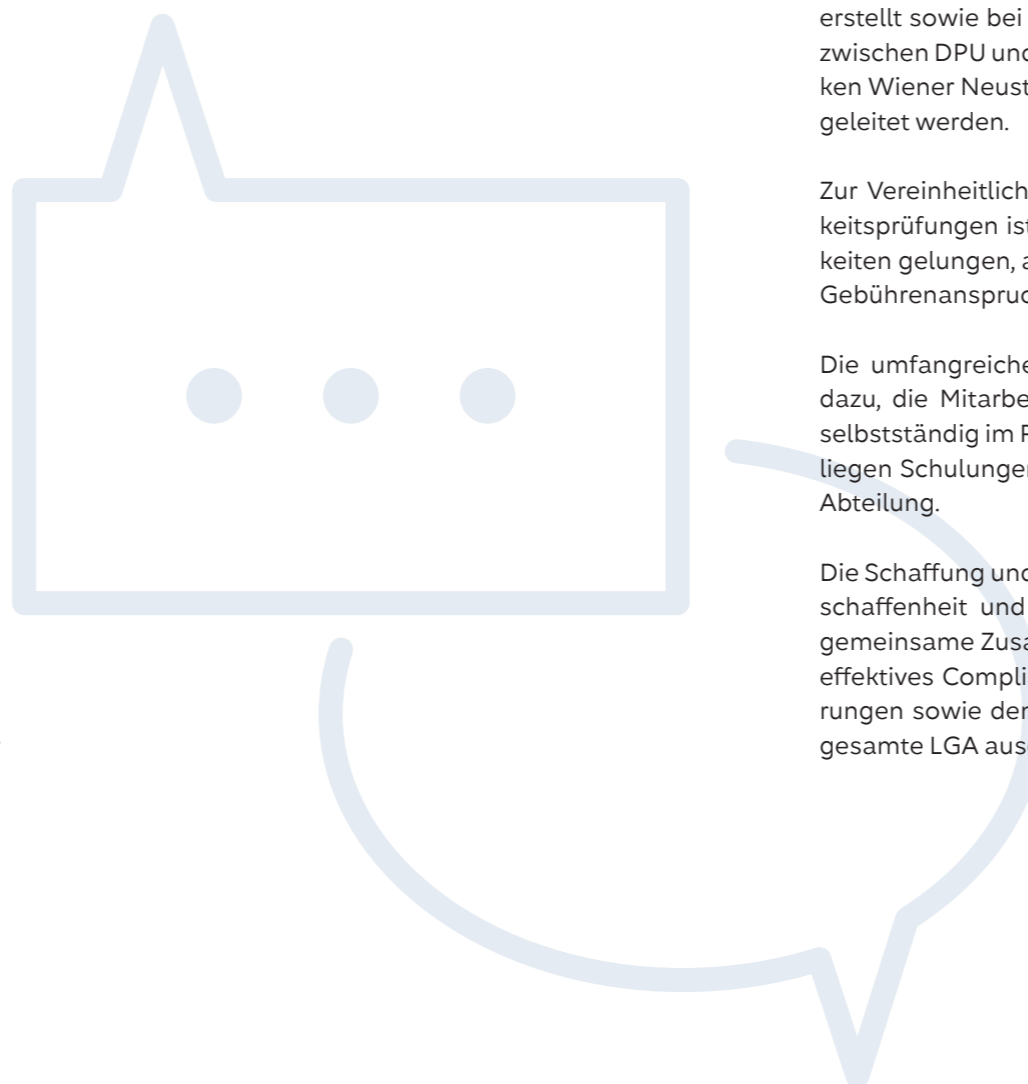 erstellt sowie bei
zwischen DPU und
ken Wiener Neust
geleitet werden.
Zur Vereinheitlich
keitsprüfungen ist
keiten gelungen, a
Gebührenanspruc
Die umfangreiche
dazu, die Mitarbe
selbstständig im
liegen Schulunge
Abteilung.
Die Schaffung und
schaffenheit und
gemeinsame Zusa
effektives Compli
rungen sowie der
gesamte LGA aus